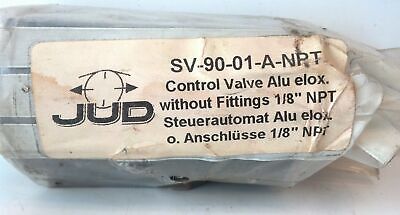 JUD
SV-90-01-A-NPT
Control Valve Alu elox.
without Fittings 1/8" NPT
Steuerautomat Alu elox.
o. Anschlüsse 1/8" NPT